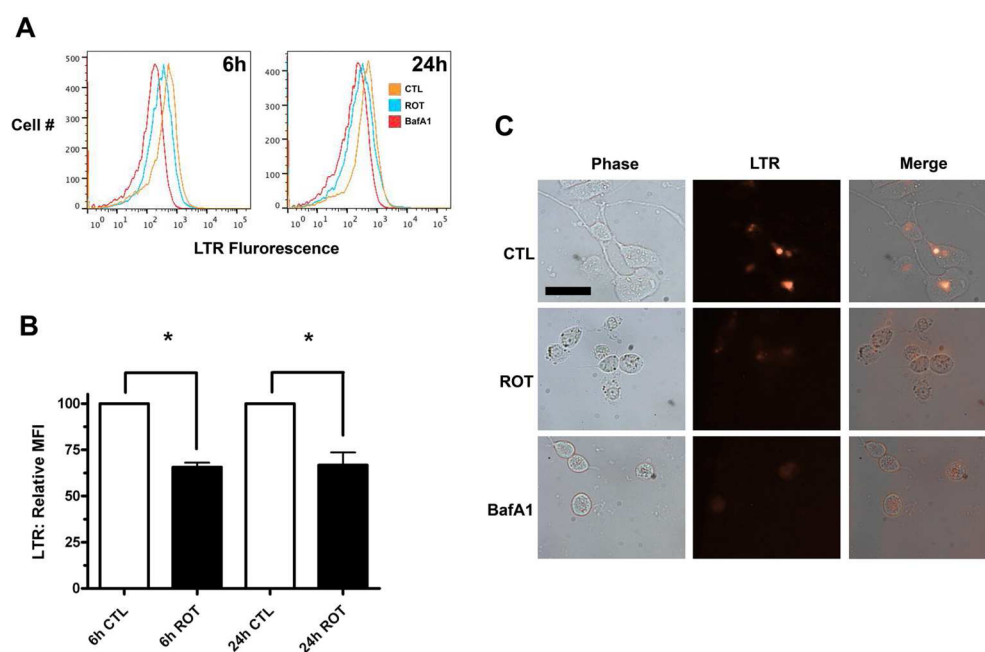 A
6h
24h
500
400
300
200
100
0
10^0 10^1 10^2 10^3 10^4 10^5
400
300
200
100
0
10^0 10^1 10^2 10^3 10^4 10^5
CTL
ROT
BafA1
Cell #
LTR Flurorescence
B
*
*
LTR: Relative MFI
100
75
50
25
0
6h CTL
6h ROT
24h CTL
24h ROT
C
Phase LTR Merge
CTL
ROT
BafA1